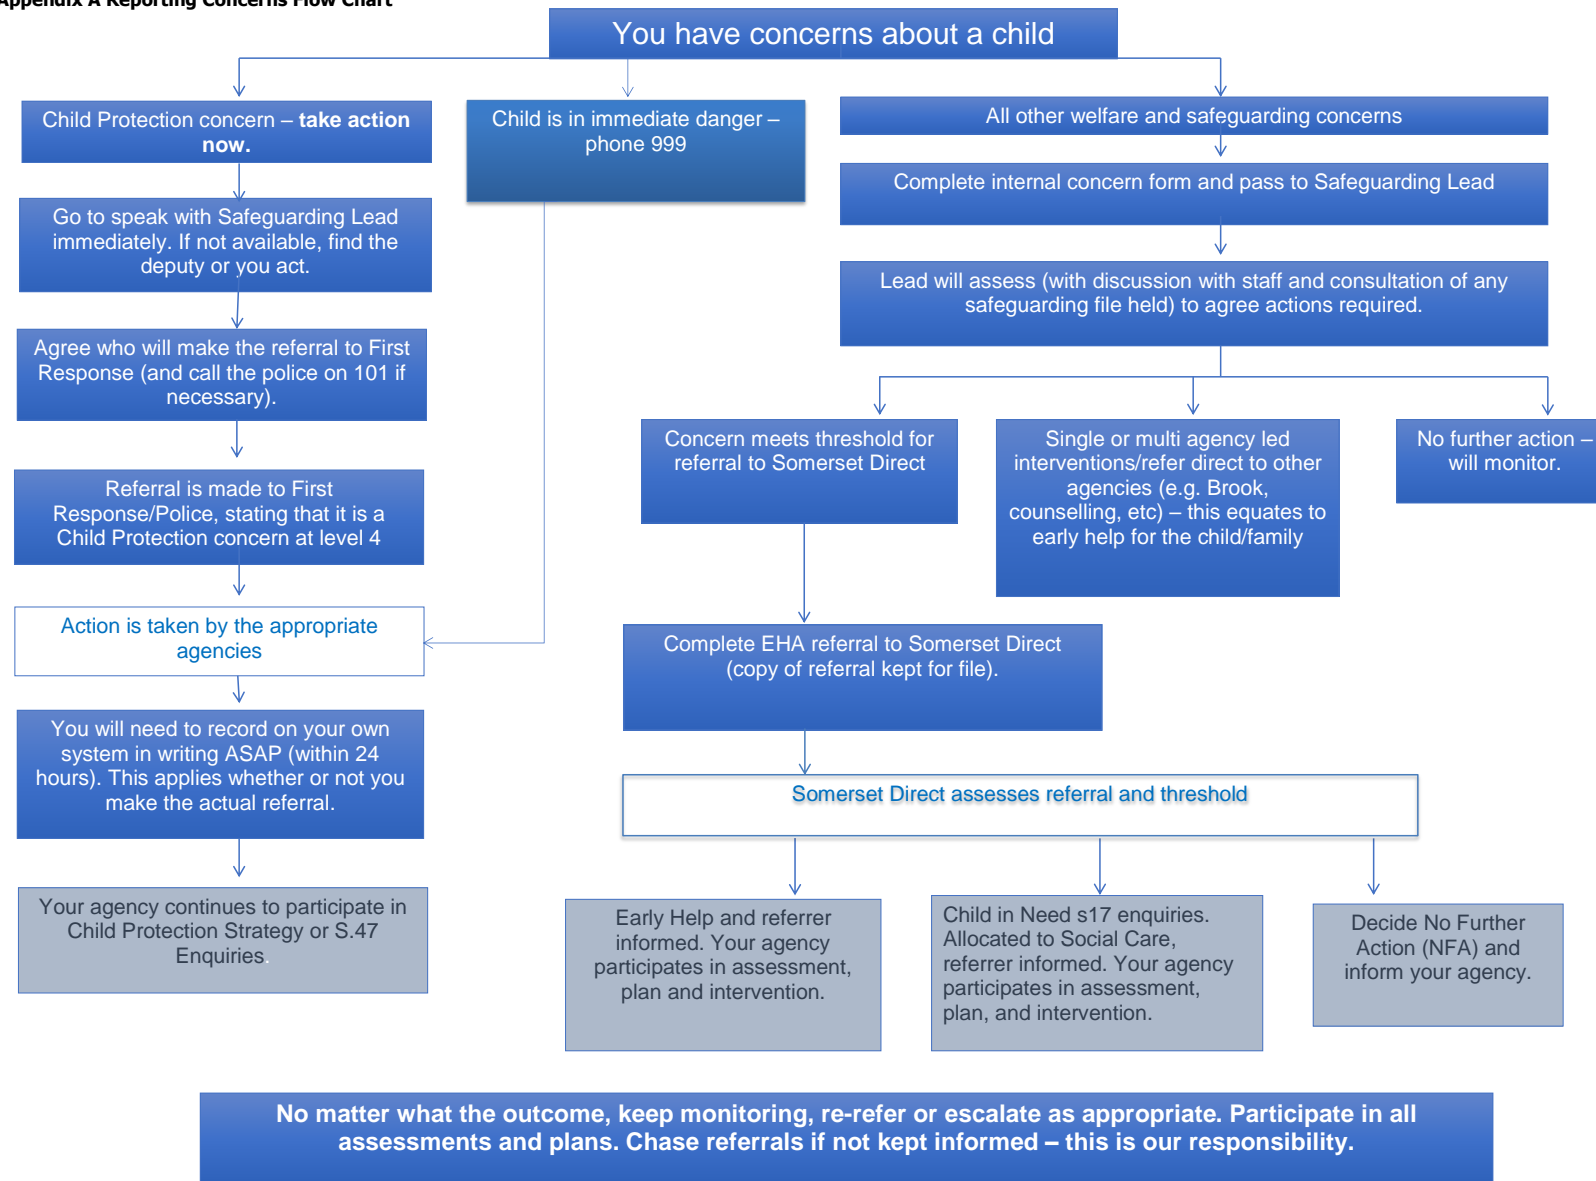 Appendix A Reporting Concerns Flow Chart
You have concerns about a child
Child Protection concern – take action
now.
Go to speak with Safeguarding Lead
immediately. If not available, find the
deputy or you act.
Agree who will make the referral to First
Response (and call the police on 101 if
necessary).
Referral is made to First
Response/Police, stating that it is a
Child Protection concern at level 4
Action is taken by the appropriate
agencies
You will need to record on your own
system in writing ASAP (within 24
hours). This applies whether or not you
make the actual referral.
Your agency continues to participate in
Child Protection Strategy or S.47
Enquiries.
Child is in immediate danger –
phone 999
All other welfare and safeguarding concerns
Complete internal concern form and pass to Safeguarding Lead
Lead will assess (with discussion with staff and consultation of any
safeguarding file held) to agree actions required.
Concern meets threshold for
referral to Somerset Direct
Single or multi agency led
interventions/refer direct to other
agencies (e.g. Brook,
counselling, etc) – this equates to
early help for the child/family
No further action –
will monitor.
Complete EHA referral to Somerset Direct
(copy of referral kept for file).
Somerset Direct assesses referral and threshold
Early Help and referrer
informed. Your agency
participates in assessment,
plan and intervention.
Child in Need s17 enquiries.
Allocated to Social Care,
referrer informed. Your agency
participates in assessment,
plan, and intervention.
Decide No Further
Action (NFA) and
inform your agency.
No matter what the outcome, keep monitoring, re-refer or escalate as appropriate. Participate in all
assessments and plans. Chase referrals if not kept informed – this is our responsibility.